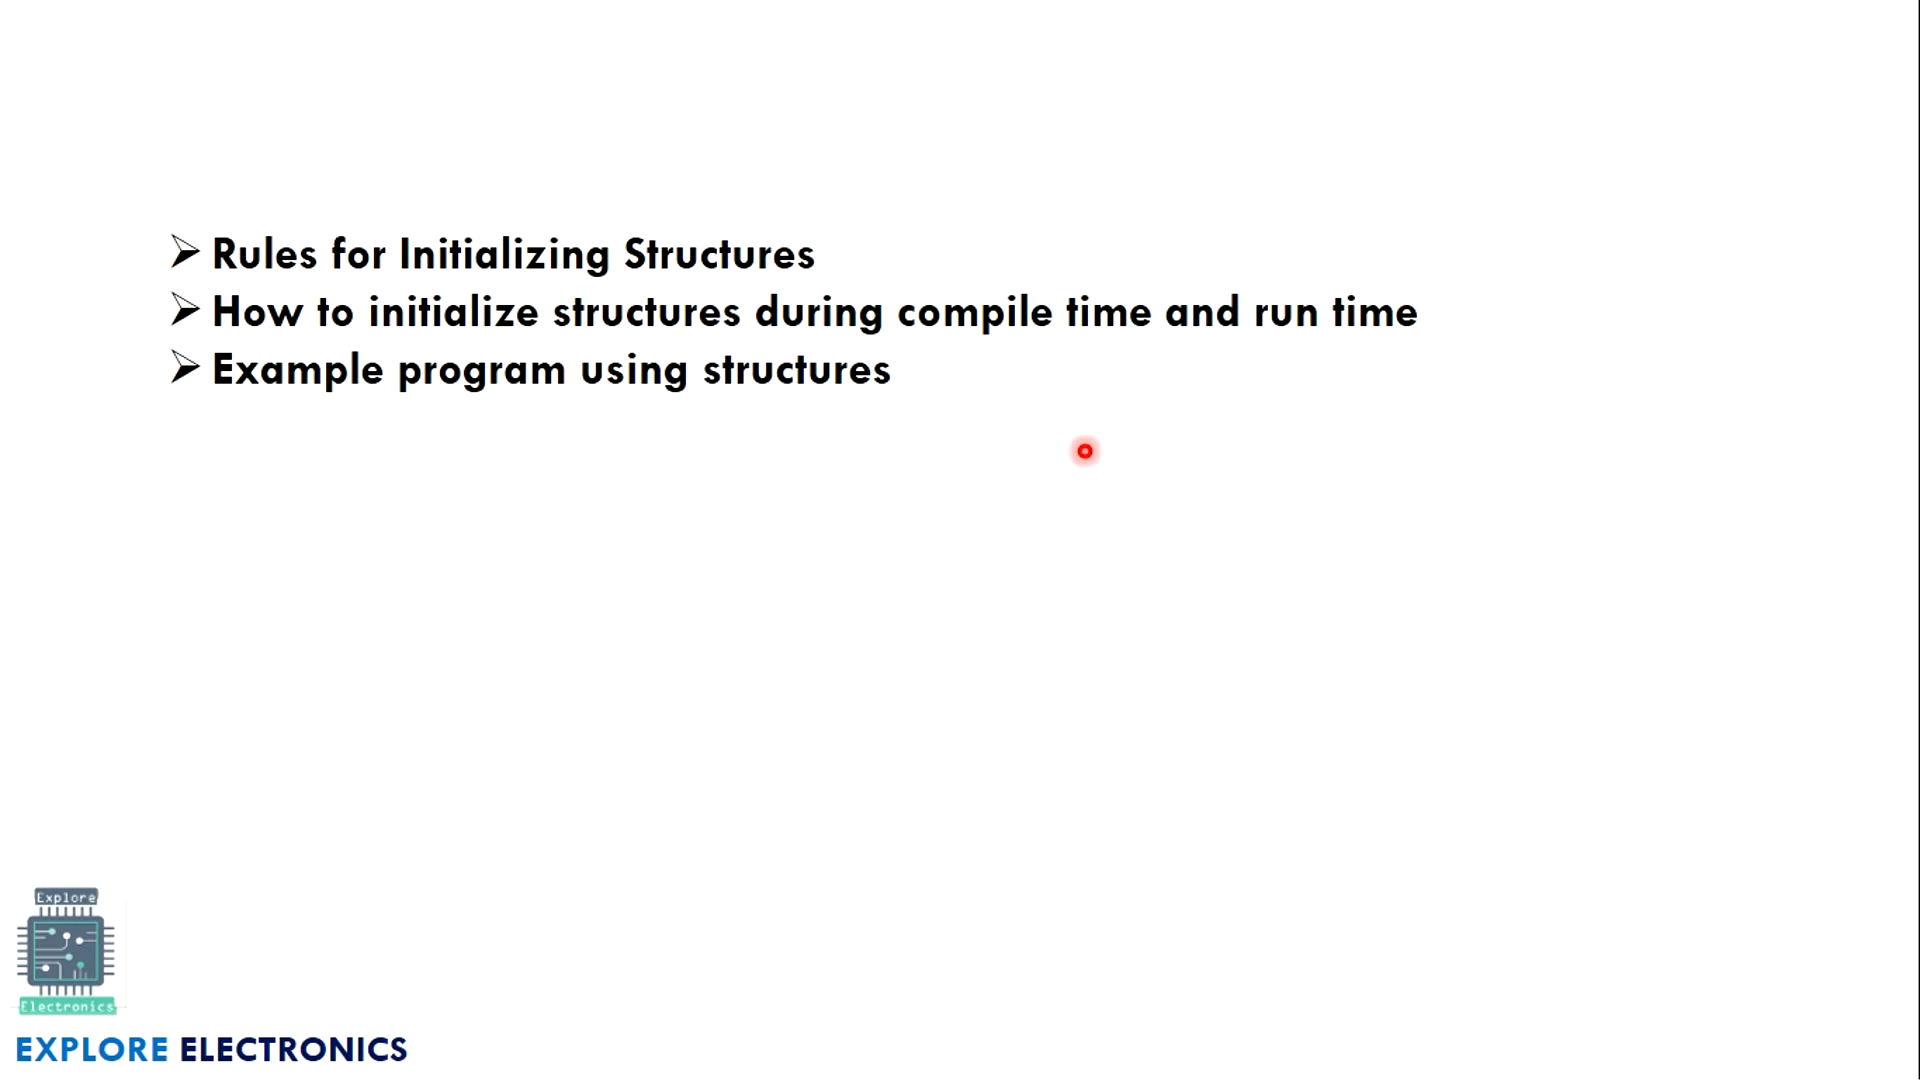 ➢ Rules for Initializing Structures
➢ How to initialize structures during compile time and run time
➢ Example program using structures
Explore
Electronics
EXPLORE ELECTRONICS